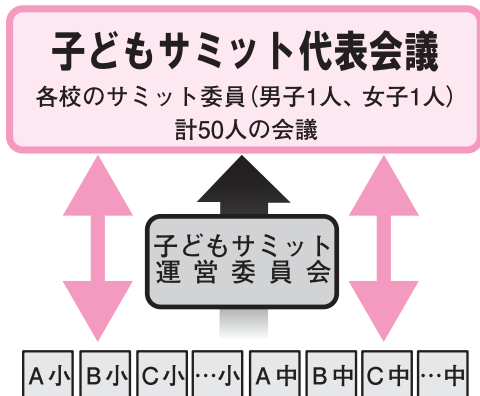 子どもサミット代表会議
各校のサミット委員(男子1人、女子1人)
計50人の会議
子どもサミット
運営委員会
A小 B小 C小 …小 A中 B中 C中 …中